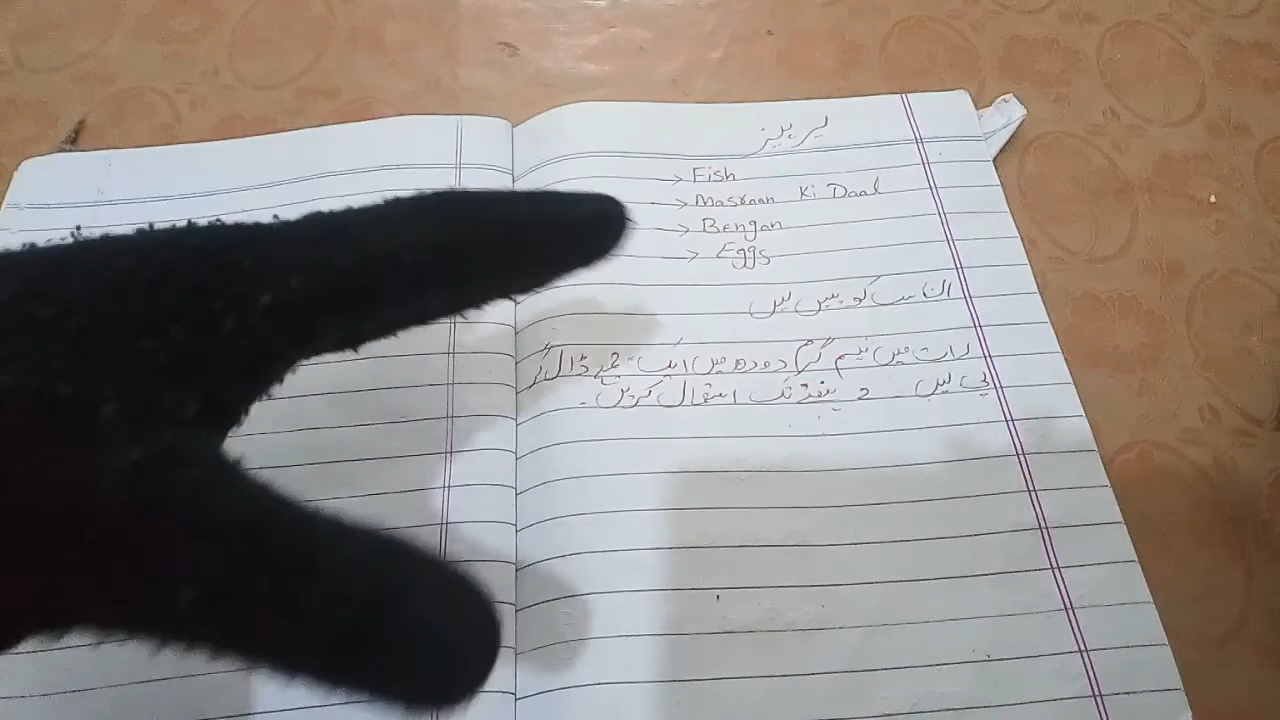 پرہیز
→ Fish
→ Masraan Ki Daal
→ Bengan
→ Eggs
السی کو پیس لیں
رات میں نیم گرم دودھ میں ایک چمچ ڈال کر
پی لیں 2 ہفتے تک استعمال کریں۔